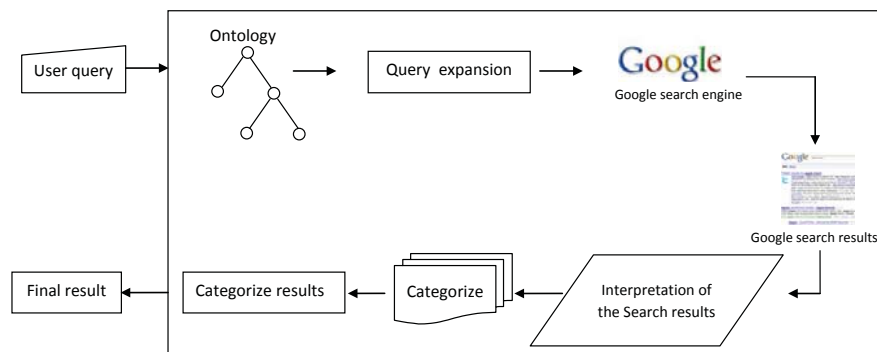 Ontology
User query
Query expansion
Google
Google search engine
Google
Google search results
Final result
Categorize results
Categorize
Interpretation of
the Search results